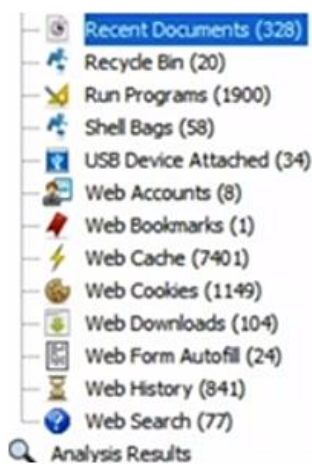 Recent Documents (328)
Recycle Bin (20)
Run Programs (1900)
Shell Bags (58)
USB Device Attached (34)
Web Accounts (8)
Web Bookmarks (1)
Web Cache (7401)
Web Cookies (1149)
Web Downloads (104)
Web Form Autofill (24)
Web History (841)
Web Search (77)
Analysis Results